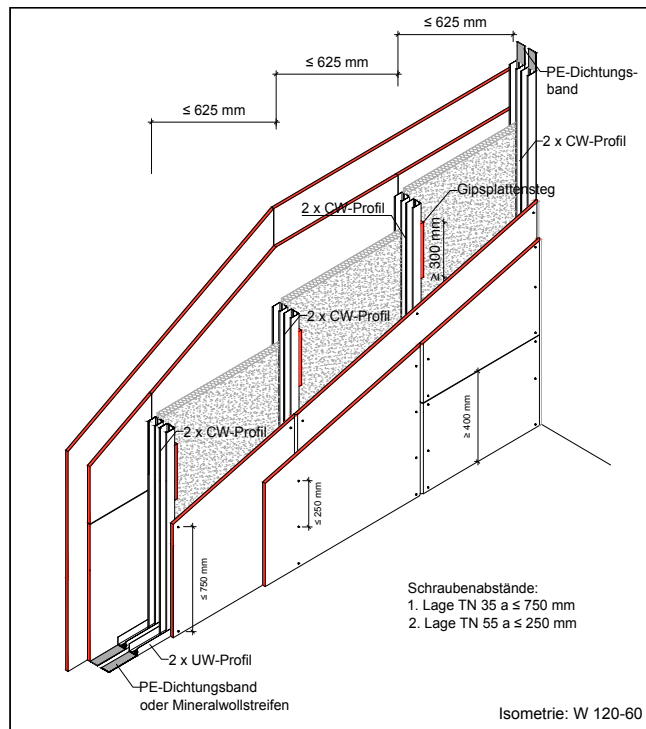 ≤ 625 mm
≤ 625 mm
≤ 625 mm
PE-Dichtungs-
band
2 x CW-Profil
Gipsplattensteg
2 x CW-Profil
≥ 300 mm
2 x CW-Profil
2 x CW-Profil
≥ 400 mm
≤ 250 mm
≤ 750 mm
Schraubenabstände:
1. Lage TN 35 a ≤ 750 mm
2. Lage TN 55 a ≤ 250 mm
2 x UW-Profil
PE-Dichtungsband
oder Mineralwollstreifen
Isometrie: W 120-60